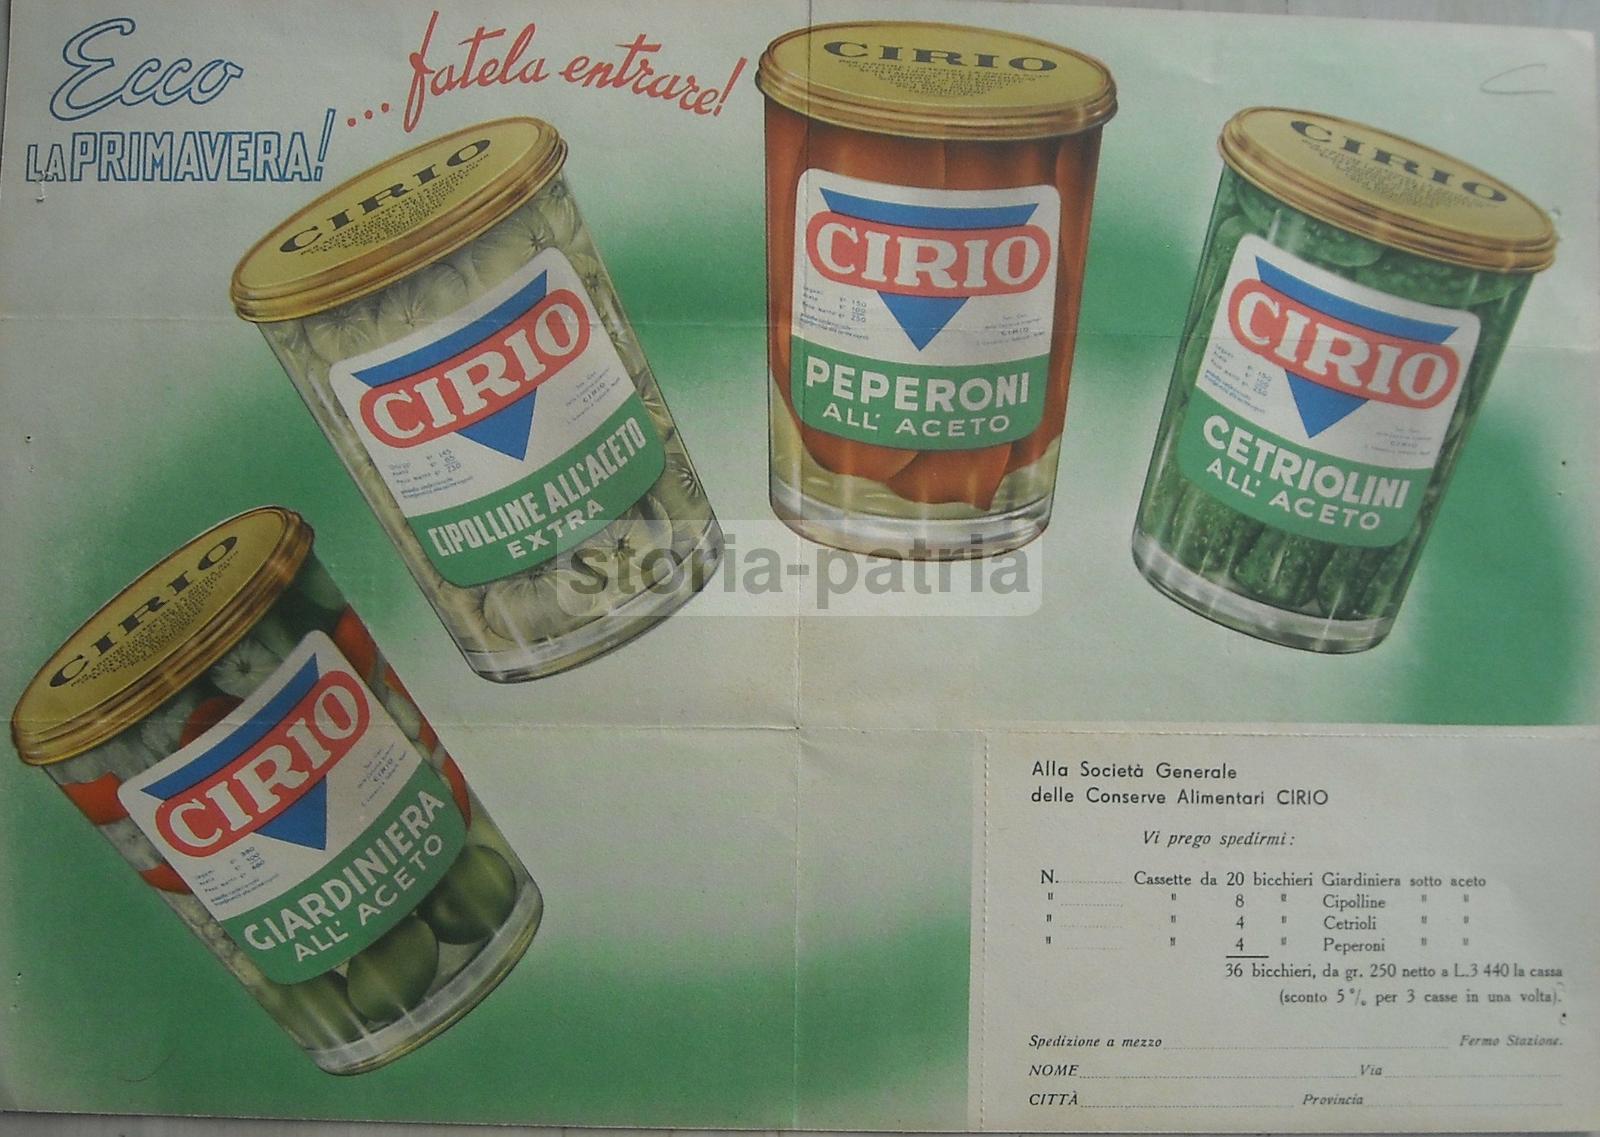 Ecco
LA PRIMAVERA!
... fatela entrare!
CIRIO
CIRIO
CIPOLLINE ALL'ACETO
EXTRA
CIRIO
CIRIO
PEPERONI
ALL' ACETO
CIRIO
CIRIO
CETRIOLINI
ALL' ACETO
CIRIO
CIRIO
GIARDINIERA
ALL' ACETO
storia-patria
Alla Società Generale
delle Conserve Alimentari CIRIO
Vi prego spedirmi:
N. Cassette da 20 bicchieri Giardiniera sotto aceto
" " 8 " Cipolline " "
" " 4 " Cetrioli " "
" " 4 " Peperoni " "
36 bicchieri, da gr. 250 netto a L.3 440 la cassa
(sconto 5% per 3 casse in una volta).
Spedizione a mezzo Fermo Stazione.
NOME Via
CITTÀ Provincia